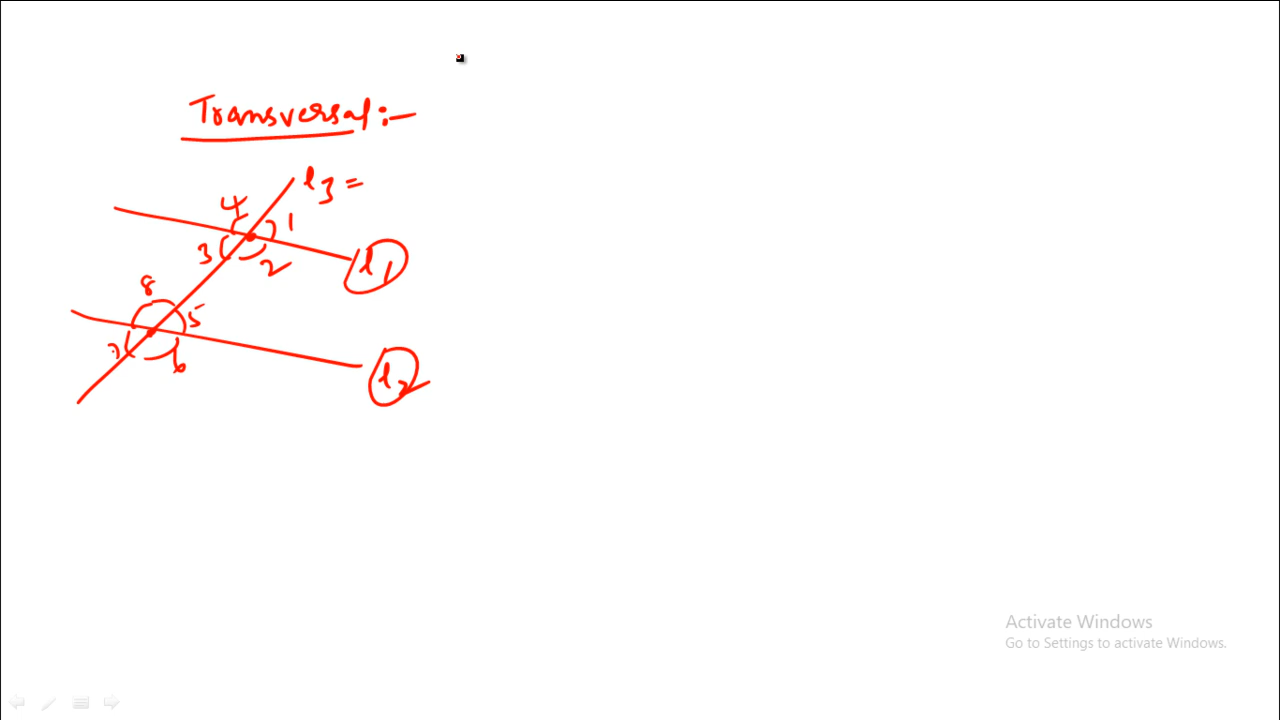 Transversal :-
l3 =
4 1
3 2
l1
8 5
7 6
l2
Activate Windows
Go to Settings to activate Windows.